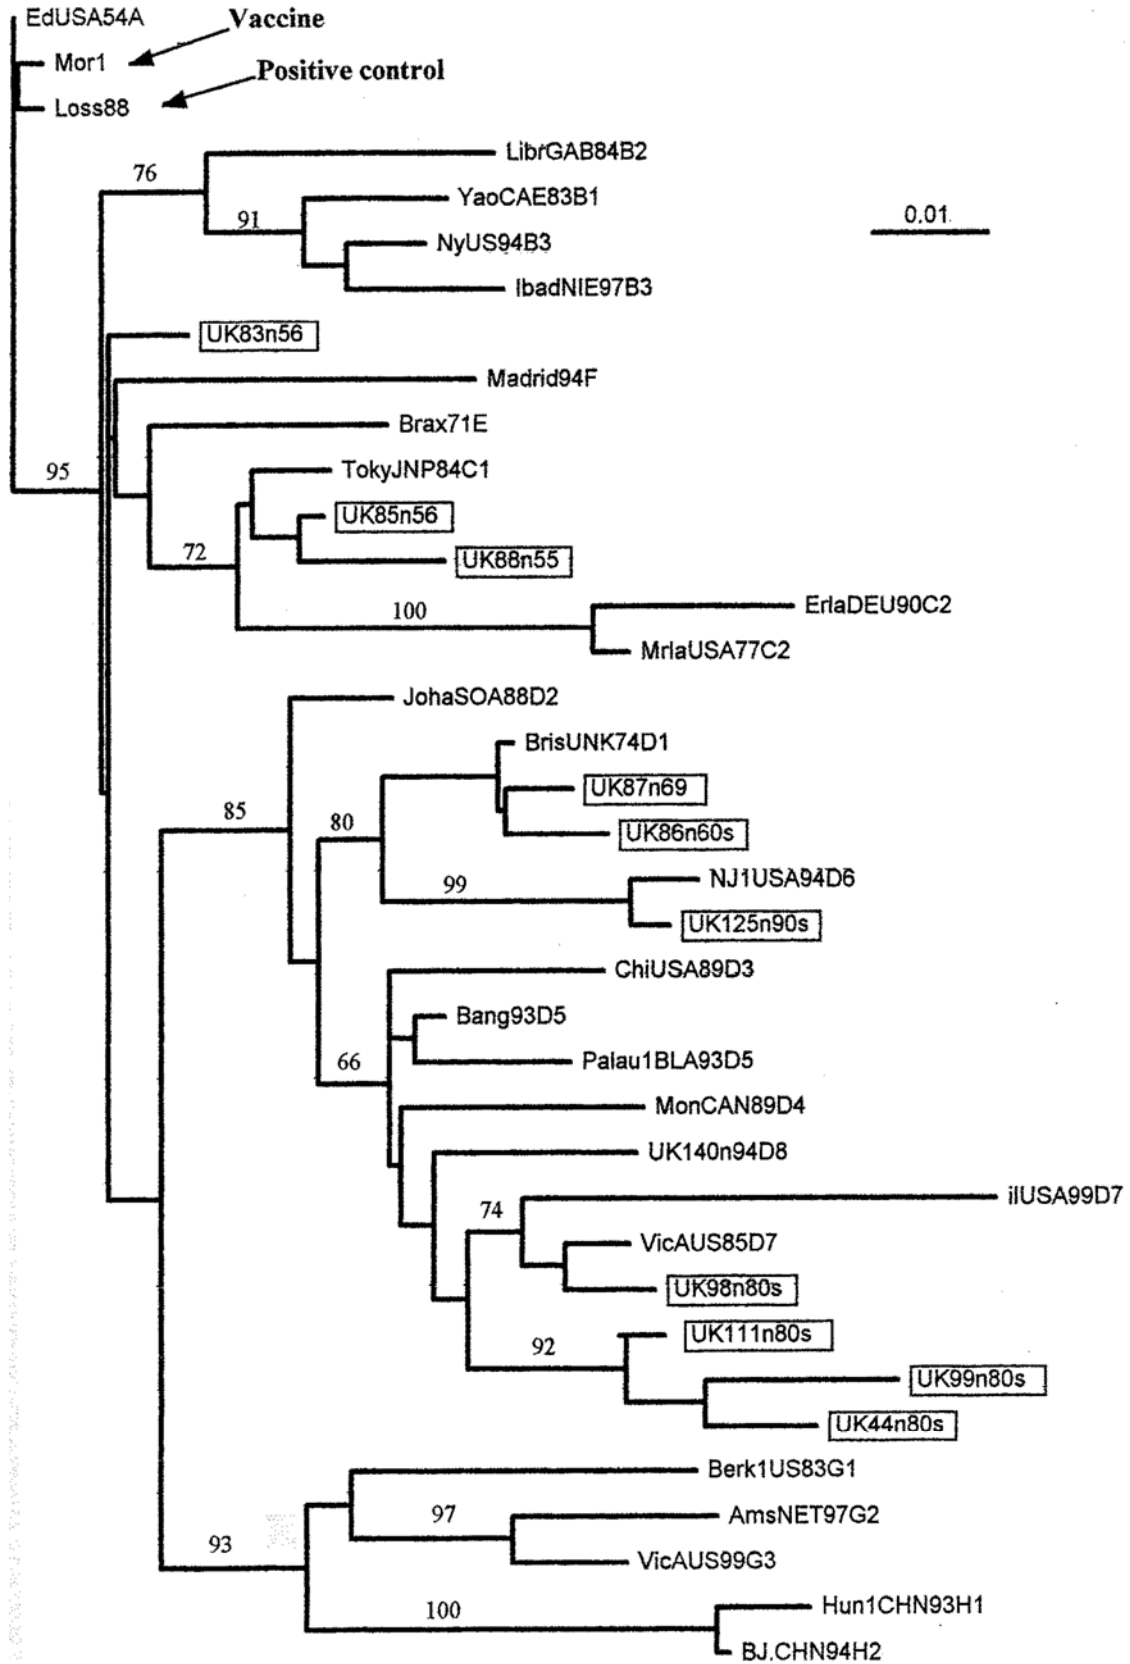 EdUSA54A
Vaccine
Mor1
Positive control
Loss88
LibrGAB84B2
76
YaoCAE83B1
0.01
91
NyUS94B3
IbadNIE97B3
UK83n56
Madrid94F
Brax71E
95
TokyJNP84C1
UK85n56
72
UK88n55
ErlaDEU90C2
100
MrlaUSA77C2
JohaSOA88D2
BrisUNK74D1
UK87n69
85
80
UK86n60s
NJ1USA94D6
99
UK125n90s
ChiUSA89D3
Bang93D5
66
Palau1BLA93D5
MonCAN89D4
UK140n94D8
ilUSA99D7
74
VicAUS85D7
UK98n80s
UK111n80s
92
UK99n80s
UK44n80s
Berk1US83G1
97
AmsNET97G2
93
VicAUS99G3
Hun1CHN93H1
100
BJ.CHN94H2